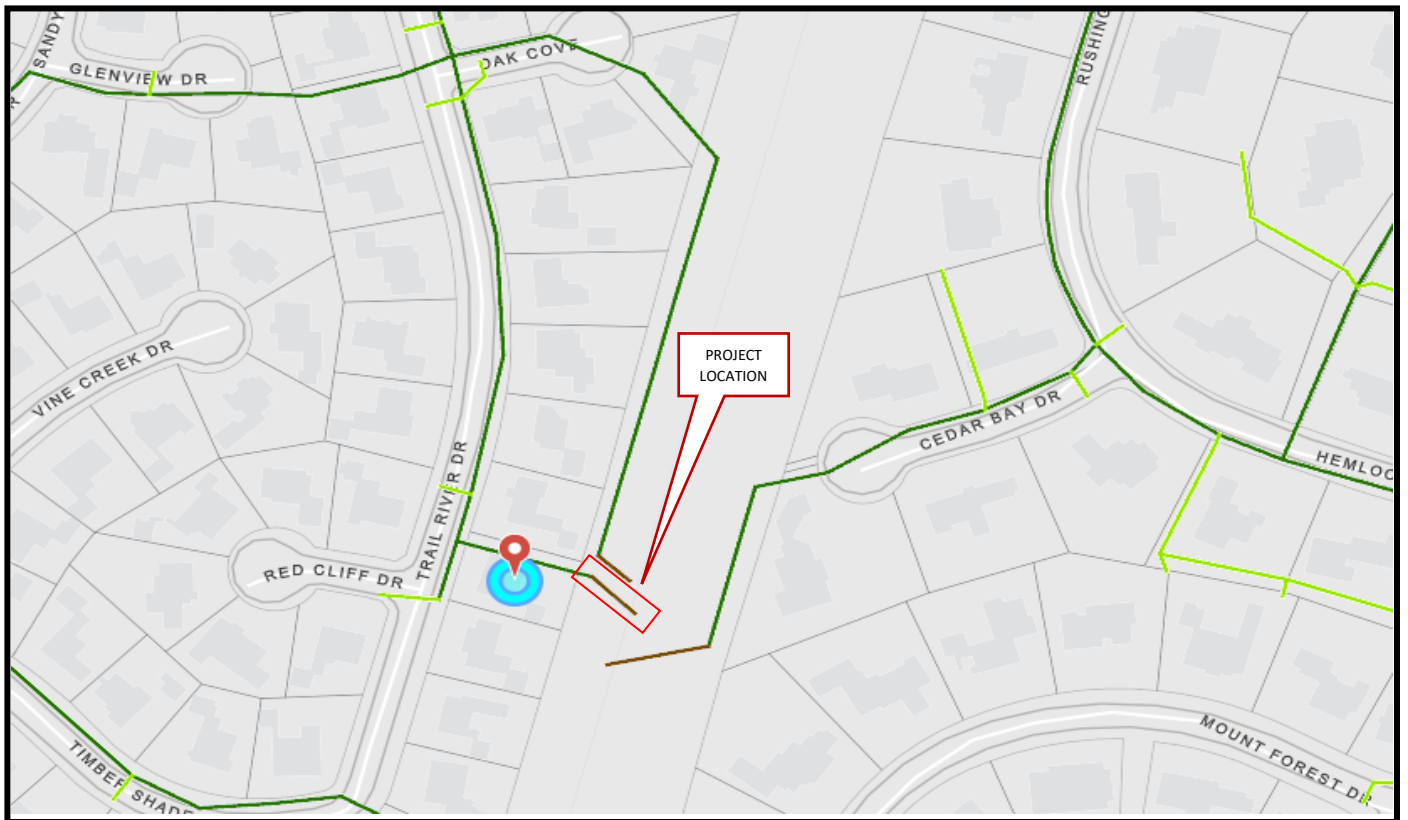 SANDY
GLENVIEW DR
OAK COVE
RUSHING
R
PROJECT
LOCATION
VINE CREEK DR
CEDAR BAY DR
TRAIL RIVER DR
HEMLOC
RED CLIFF DR
MOUNT FOREST DR
TIMBER SHADE